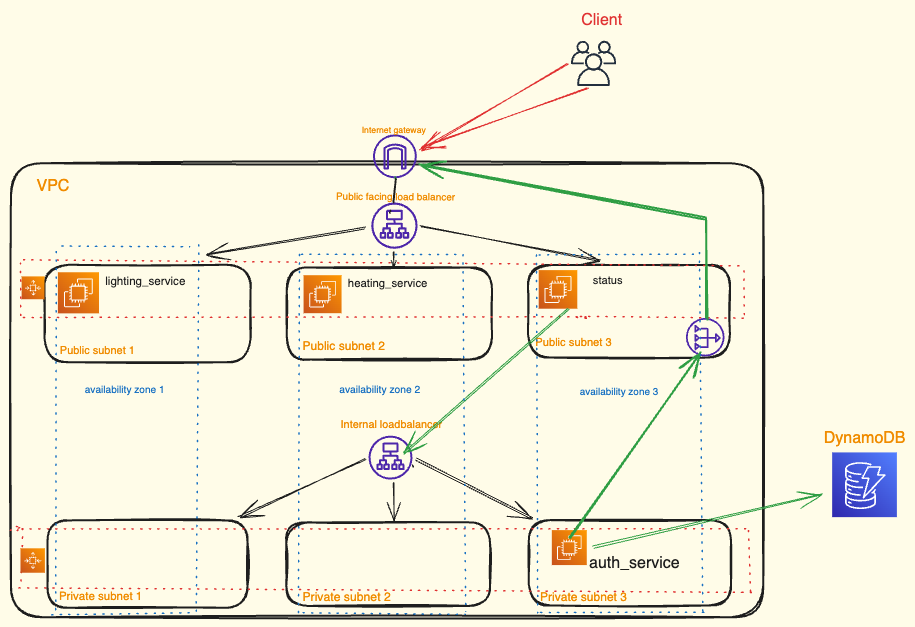 Client
Internet gateway
VPC
Public facing load balancer
lighting_service
heating_service
status
Public subnet 1
Public subnet 2
Public subnet 3
availability zone 1
availability zone 2
availability zone 3
Internal loadbalancer
DynamoDB
auth_service
Private subnet 1
Private subnet 2
Private subnet 3